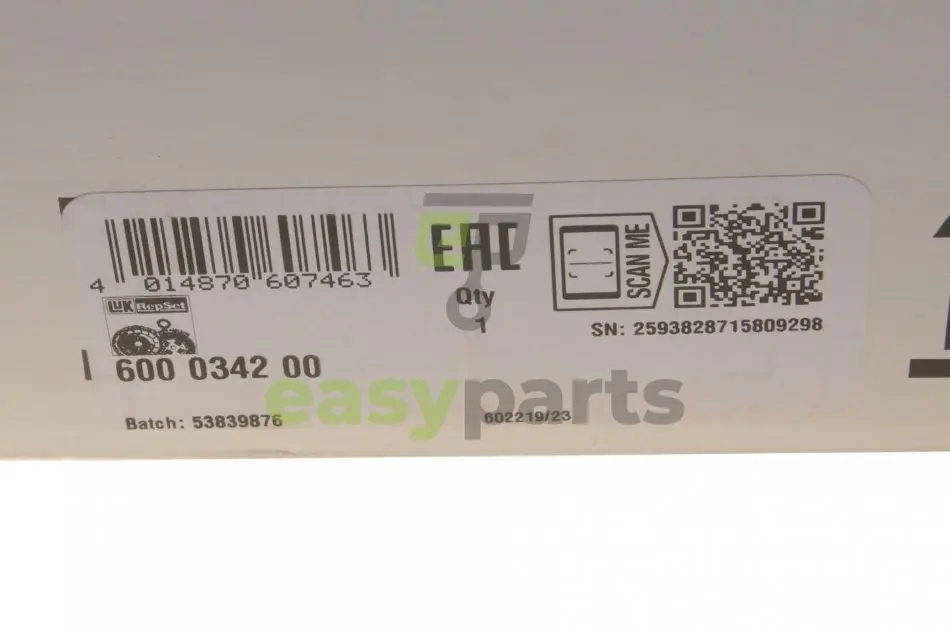 4 014870 607463
EAC
Qty
1
SCAN ME
SN: 2593828715809298
LUK RepSet
600 0342 00
easyparts
Batch: 53839876
602219/23